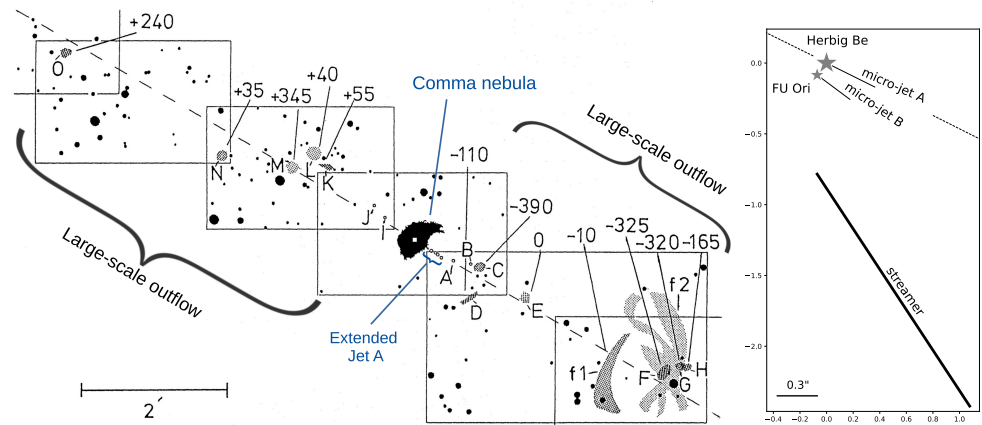 +240
O
+35
+345
+40
+55
N
M
L
K
Comma nebula
Large-scale outflow
-110
-390
J'
i
B
A'
C
D
E
0
-10
-325
-320
-165
f2
f1
F
G
H
Large-scale outflow
Extended
Jet A
2'
Herbig Be
FU Ori
micro-jet A
micro-jet B
streamer
0.3"
0.0
−0.5
−1.0
−1.5
−2.0
−0.4 −0.2 0.0 0.2 0.4 0.6 0.8 1.0